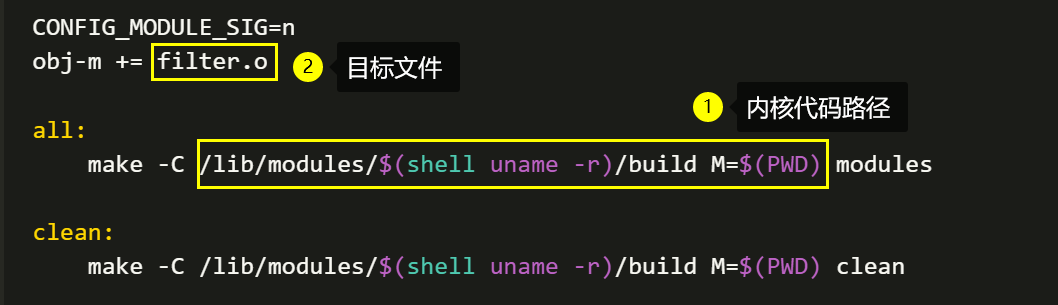 CONFIG_MODULE_SIG=n
obj-m += filter.o ② 目标文件
① 内核代码路径
all:
make -C /lib/modules/$(shell uname -r)/build M=$(PWD) modules
clean:
make -C /lib/modules/$(shell uname -r)/build M=$(PWD) clean